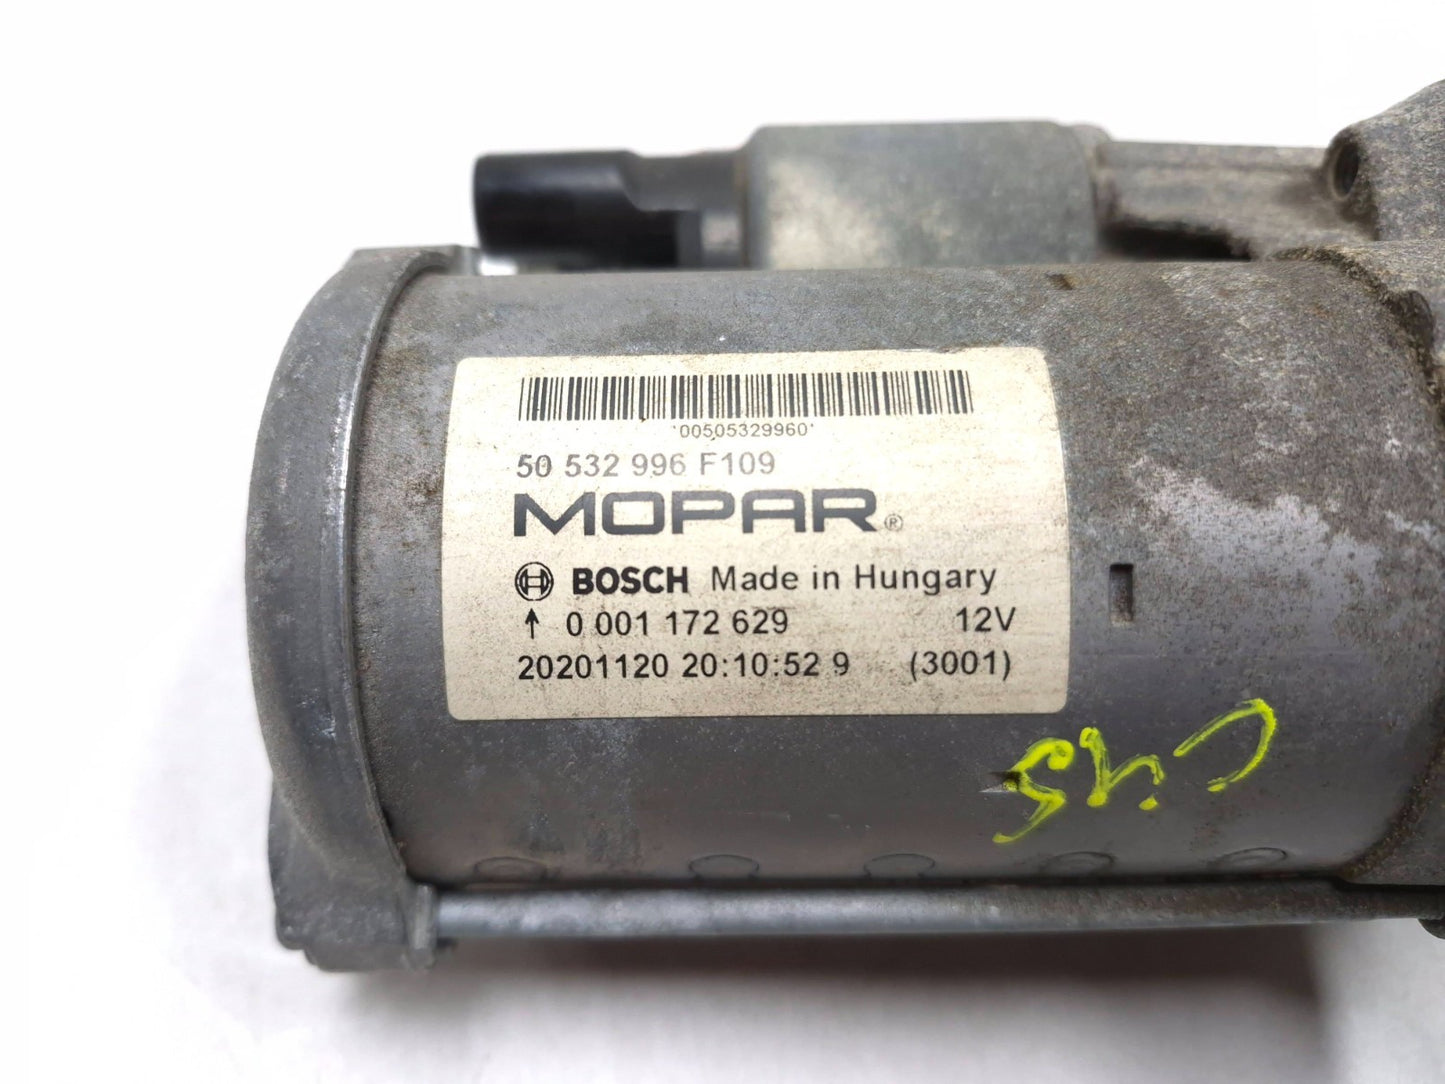 '00505329960'
50 532 996 F109
MOPAR®
BOSCH Made in Hungary
↑ 0 001 172 629 12V
20201120 20:10:52 9 (3001)